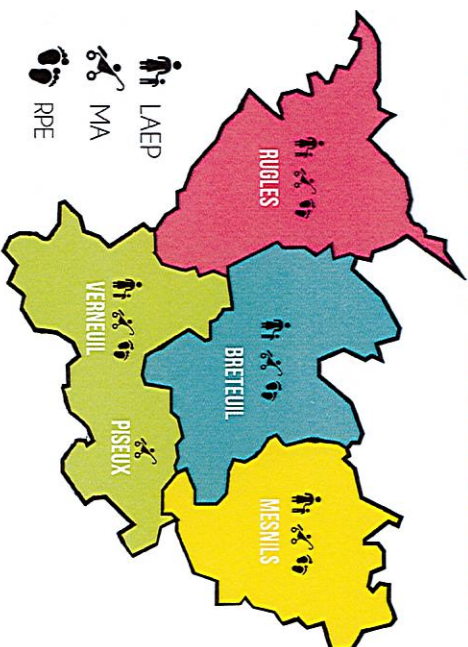 RUGLES
BRETEUIL
MESNILS
VERNEUIL
PISEUX
LAEP
MA
RPE